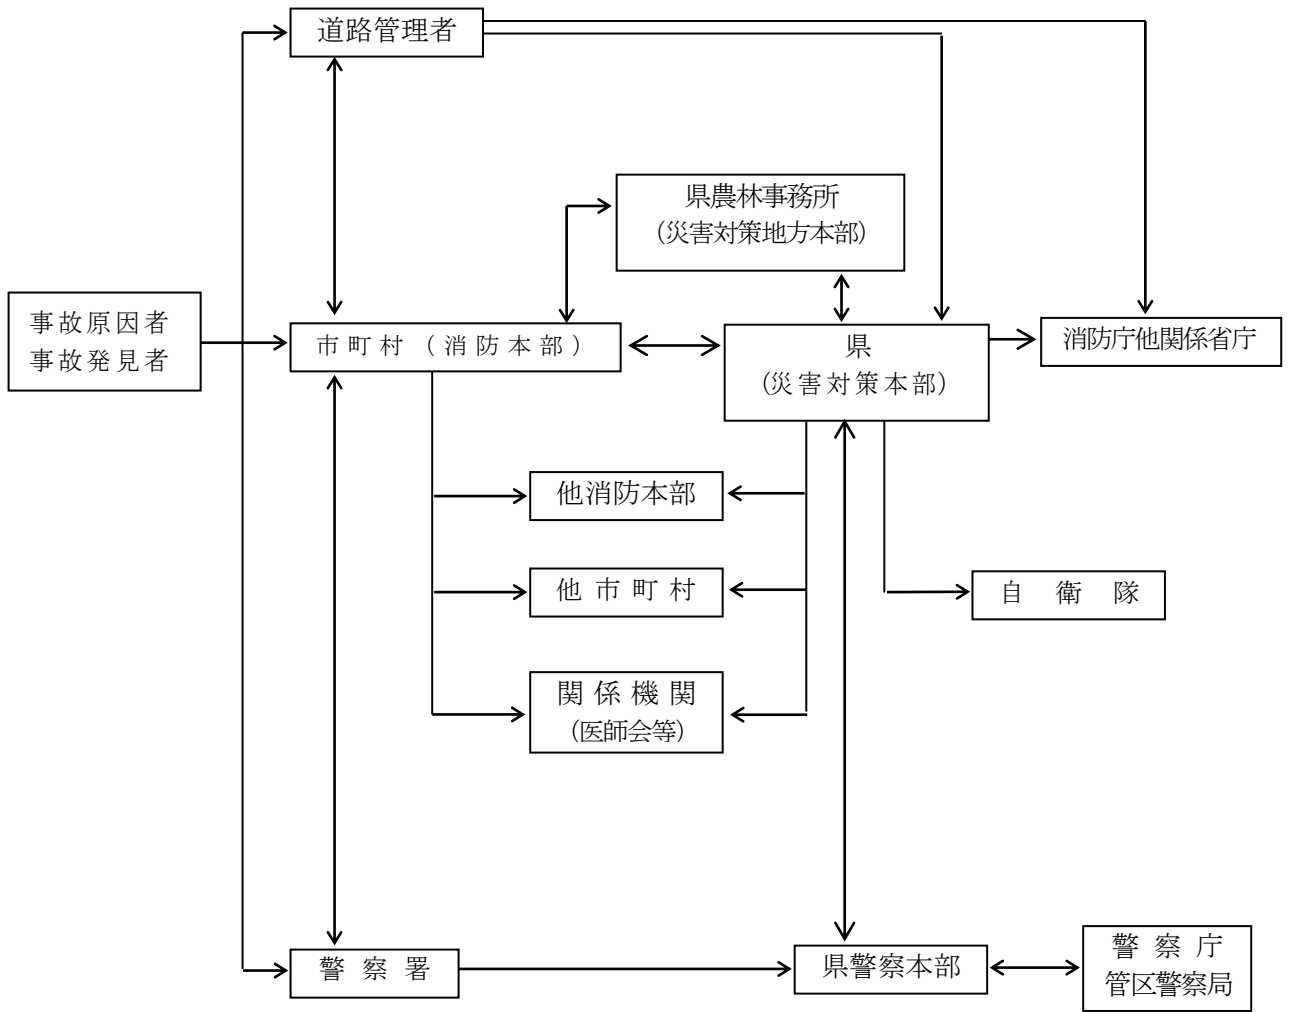 道路管理者
県農林事務所
（災害対策地方本部）
事故原因者
事故発見者
市町村（消防本部）
県
（災害対策本部）
消防庁他関係省庁
他消防本部
他市町村
自衛隊
関係機関
（医師会等）
警察署
県警察本部
警察庁
管区警察局